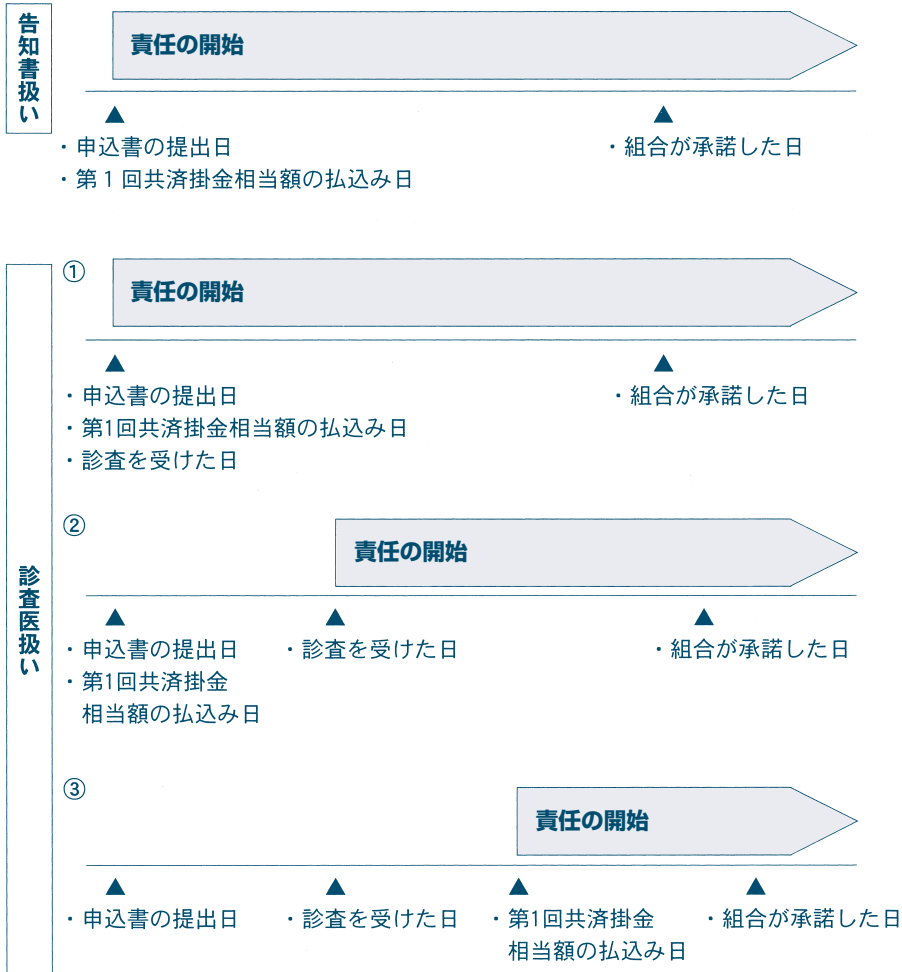 告知書扱い
責任の開始
・申込書の提出日
・第１回共済掛金相当額の払込み日
・組合が承諾した日
診査医扱い
①
責任の開始
・申込書の提出日
・第1回共済掛金相当額の払込み日
・診査を受けた日
・組合が承諾した日
②
責任の開始
・申込書の提出日
・第1回共済掛金
相当額の払込み日
・診査を受けた日
・組合が承諾した日
③
責任の開始
・申込書の提出日
・診査を受けた日
・第1回共済掛金
相当額の払込み日
・組合が承諾した日